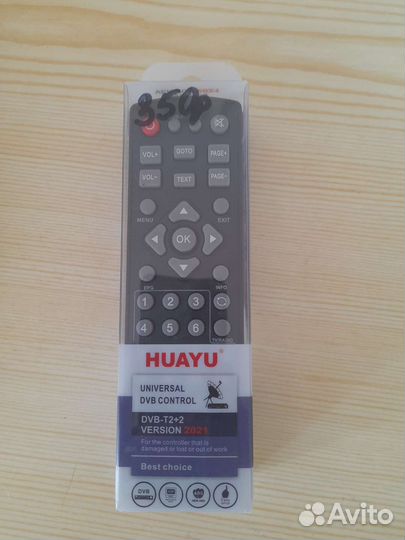 350р
VOL+
GOTO
PAGE+
VOL-
TEXT
PAGE-
MENU
EXIT
OK
EPG
INFO
1 2 3
4 5 6
TV/RADIO
HUAYU®
UNIVERSAL
DVB CONTROL
DVB-T2+2
VERSION 2021
For the controller that is
damaged or lost or out of work
Best choice
DVB
Avito